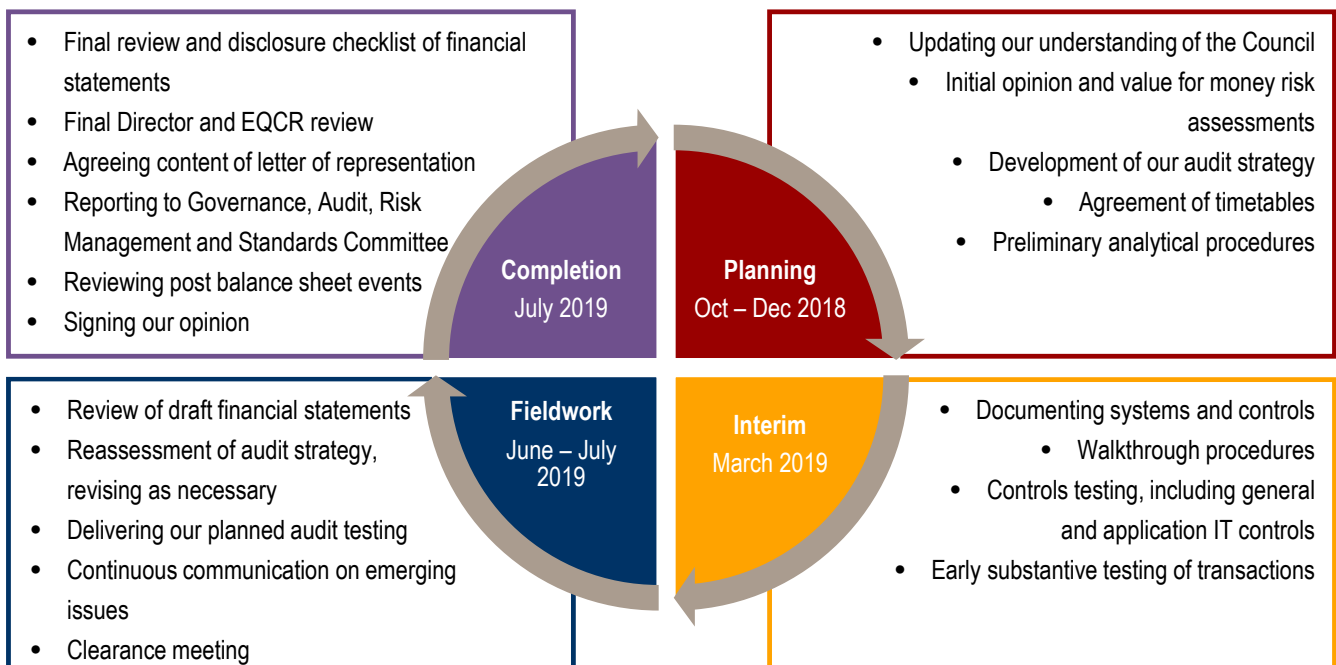 • Final review and disclosure checklist of financial
statements
• Final Director and EQCR review
• Agreeing content of letter of representation
• Reporting to Governance, Audit, Risk
Management and Standards Committee
• Reviewing post balance sheet events
• Signing our opinion
• Updating our understanding of the Council
• Initial opinion and value for money risk
assessments
• Development of our audit strategy
• Agreement of timetables
• Preliminary analytical procedures
Completion
July 2019
Planning
Oct – Dec 2018
Fieldwork
June – July
2019
Interim
March 2019
• Review of draft financial statements
• Reassessment of audit strategy,
revising as necessary
• Delivering our planned audit testing
• Continuous communication on emerging
issues
• Clearance meeting
• Documenting systems and controls
• Walkthrough procedures
• Controls testing, including general
and application IT controls
• Early substantive testing of transactions